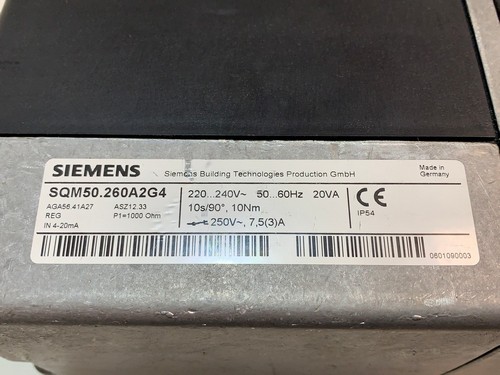 SIEMENS
Siemens Building Technologies Production GmbH
Made in
Germany
SQM50.260A2G4
AGA56.41A27 ASZ12.33
REG P1=1000 Ohm
IN 4-20mA
220...240V~ 50...60Hz 20VA
10s/90°, 10Nm
250V~, 7,5(3)A
CE
IP54
0601090003